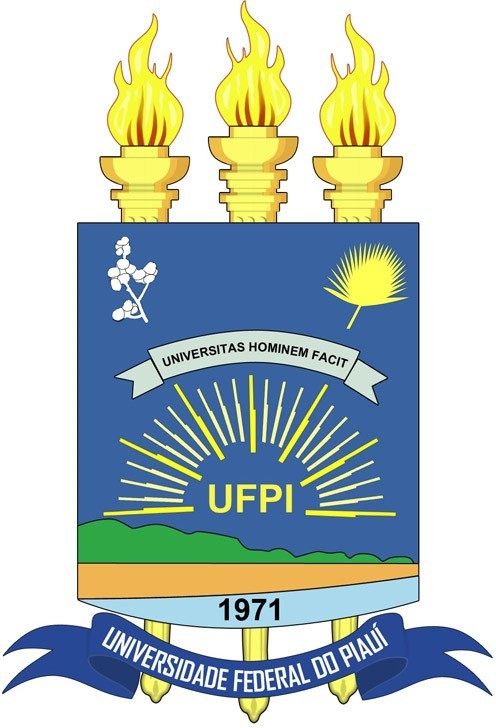 UNIVERSITAS HOMINEM FACIT
UFPI
1971
UNIVERSIDADE FEDERAL DO PIAUÍ